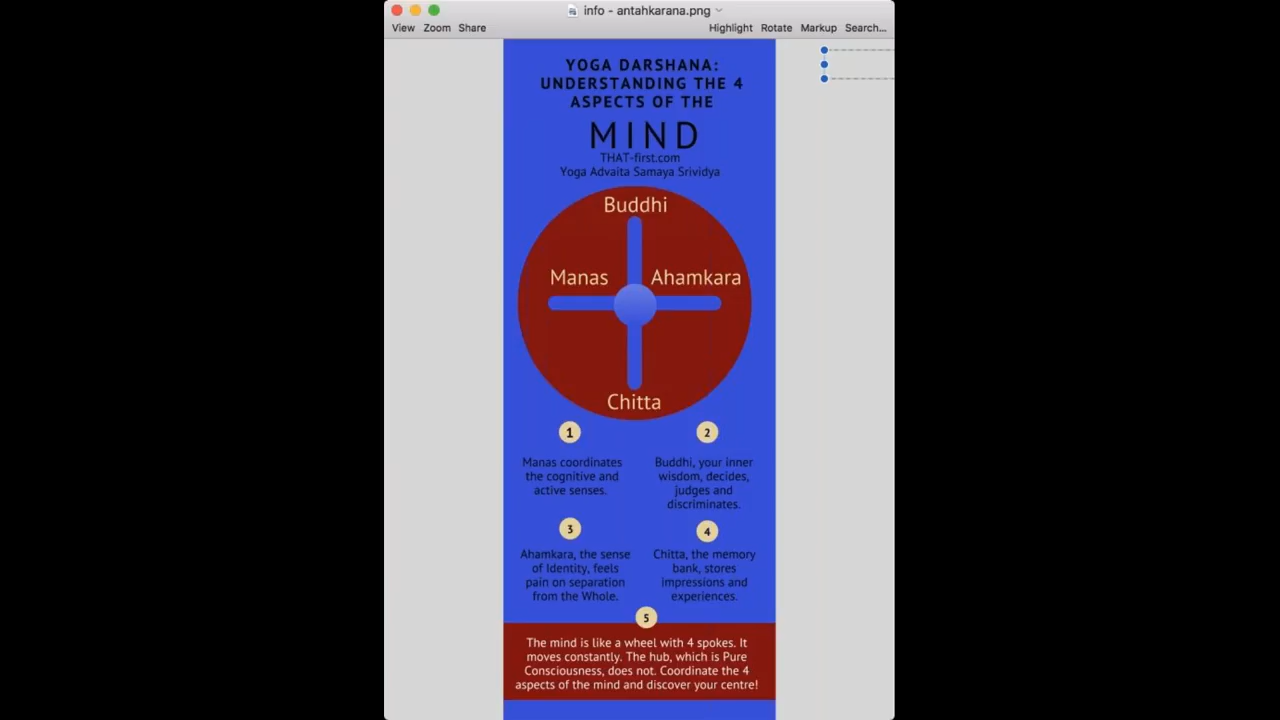 info - antahkarana.png
View Zoom Share Highlight Rotate Markup Search...
YOGA DARSHANA:
UNDERSTANDING THE 4
ASPECTS OF THE
MIND
THAT-first.com
Yoga Advaita Samaya Srividya
Buddhi
Manas Ahamkara
Chitta
1
Manas coordinates
the cognitive and
active senses.
2
Buddhi, your inner
wisdom, decides,
judges and
discriminates.
3
Ahamkara, the sense
of Identity, feels
pain on separation
from the Whole.
4
Chitta, the memory
bank, stores
impressions and
experiences.
5
The mind is like a wheel with 4 spokes. It
moves constantly. The hub, which is Pure
Consciousness, does not. Coordinate the 4
aspects of the mind and discover your centre!